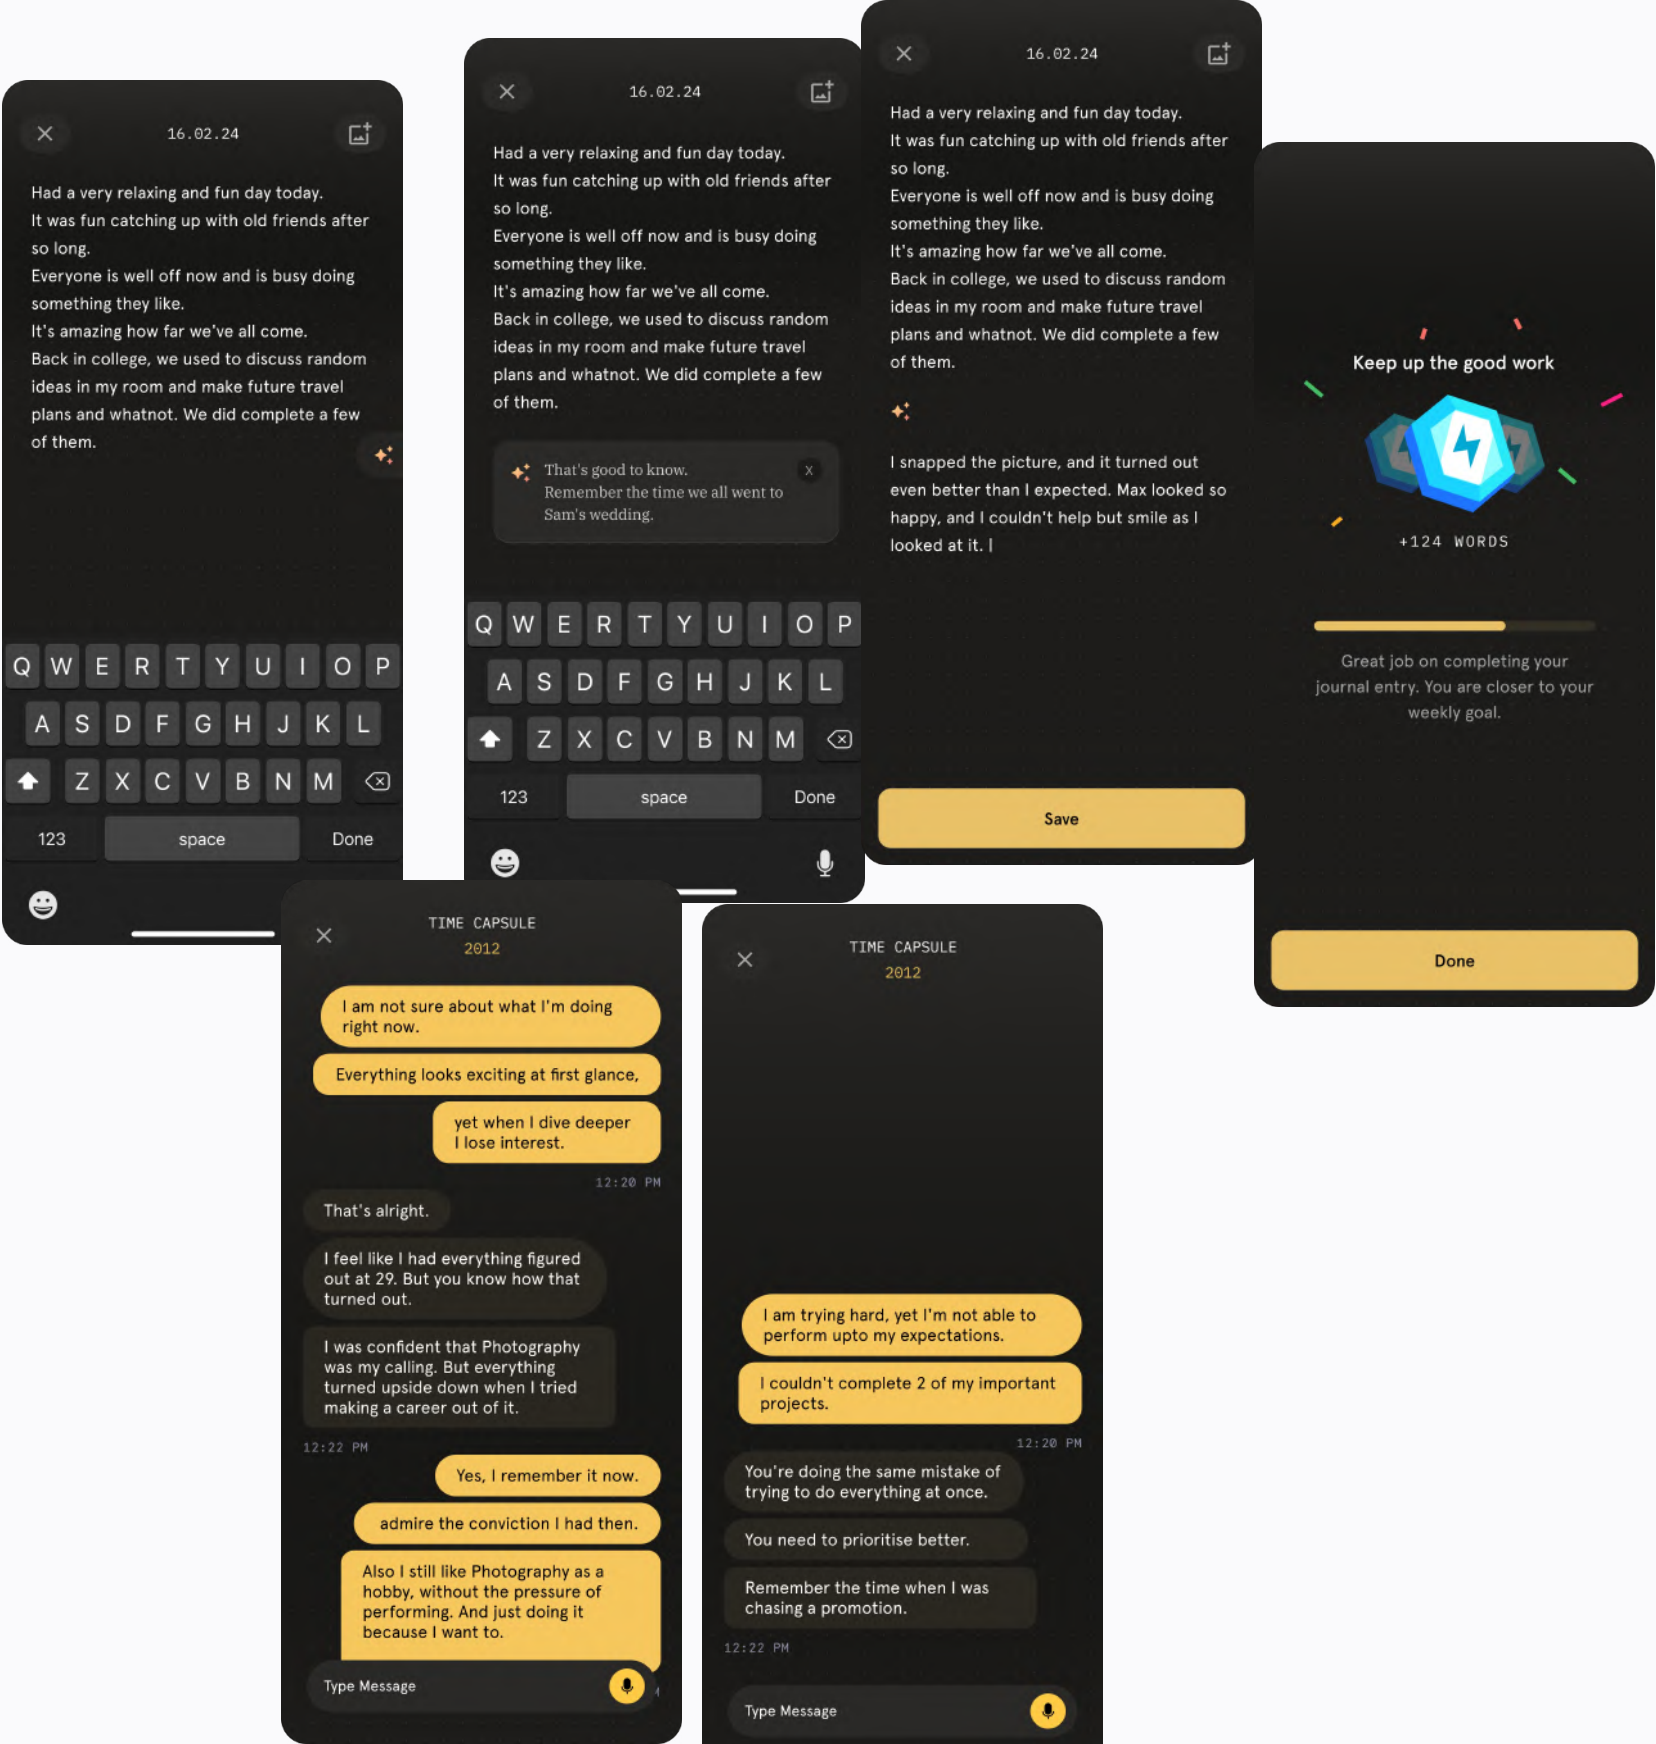 16.02.24
Had a very relaxing and fun day today.
It was fun catching up with old friends after
so long.
Everyone is well off now and is busy doing
something they like.
It's amazing how far we've all come.
Back in college, we used to discuss random
ideas in my room and make future travel
plans and whatnot. We did complete a few
of them.
Q W E R T Y U I O P
A S D F G H J K L
Z X C V B N M
123 space Done
16.02.24
Had a very relaxing and fun day today.
It was fun catching up with old friends after
so long.
Everyone is well off now and is busy doing
something they like.
It's amazing how far we've all come.
Back in college, we used to discuss random
ideas in my room and make future travel
plans and whatnot. We did complete a few
of them.
That's good to know.
Remember the time we all went to
Sam's wedding.
X
Q W E R T Y U I O P
A S D F G H J K L
Z X C V B N M
123 space Done
16.02.24
Had a very relaxing and fun day today.
It was fun catching up with old friends after
so long.
Everyone is well off now and is busy doing
something they like.
It's amazing how far we've all come.
Back in college, we used to discuss random
ideas in my room and make future travel
plans and whatnot. We did complete a few
of them.
I snapped the picture, and it turned out
even better than I expected. Max looked so
happy, and I couldn't help but smile as I
looked at it. |
Save
Keep up the good work
+124 WORDS
Great job on completing your
journal entry. You are closer to your
weekly goal.
Done
TIME CAPSULE
2012
I am not sure about what I'm doing
right now.
Everything looks exciting at first glance,
yet when I dive deeper
I lose interest.
12:20 PM
That's alright.
I feel like I had everything figured
out at 29. But you know how that
turned out.
I was confident that Photography
was my calling. But everything
turned upside down when I tried
making a career out of it.
12:22 PM
Yes, I remember it now.
admire the conviction I had then.
Also I still like Photography as a
hobby, without the pressure of
performing. And just doing it
because I want to.
Type Message
TIME CAPSULE
2012
I am trying hard, yet I'm not able to
perform upto my expectations.
I couldn't complete 2 of my important
projects.
12:20 PM
You're doing the same mistake of
trying to do everything at once.
You need to prioritise better.
Remember the time when I was
chasing a promotion.
12:22 PM
Type Message